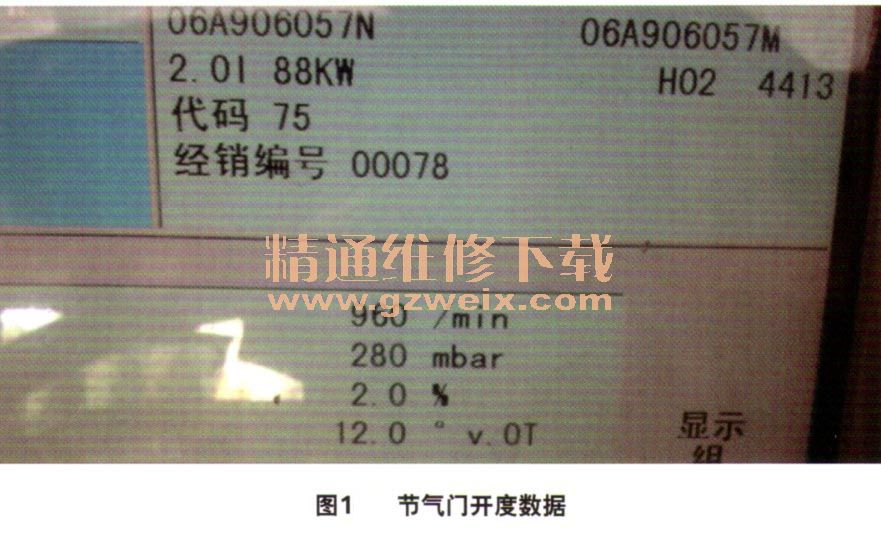 06A906057N 06A906057M
2.0l 88KW H02 4413
代码 75
经销编号 00078
精通维修下载
www.gzweix.com
960 /min
280 mbar
2.0 %
12.0 ° v.OT
显示
组
图1 节气门开度数据